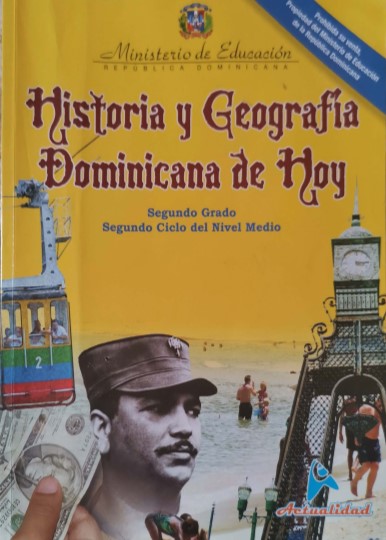 Ministerio de Educación
REPÚBLICA DOMINICANA
Prohibida su venta,
Propiedad del Ministerio de Educación
de la República Dominicana
Historia y Geografía
Dominicana de Hoy
Segundo Grado
Segundo Ciclo del Nivel Medio
2
Actualidad